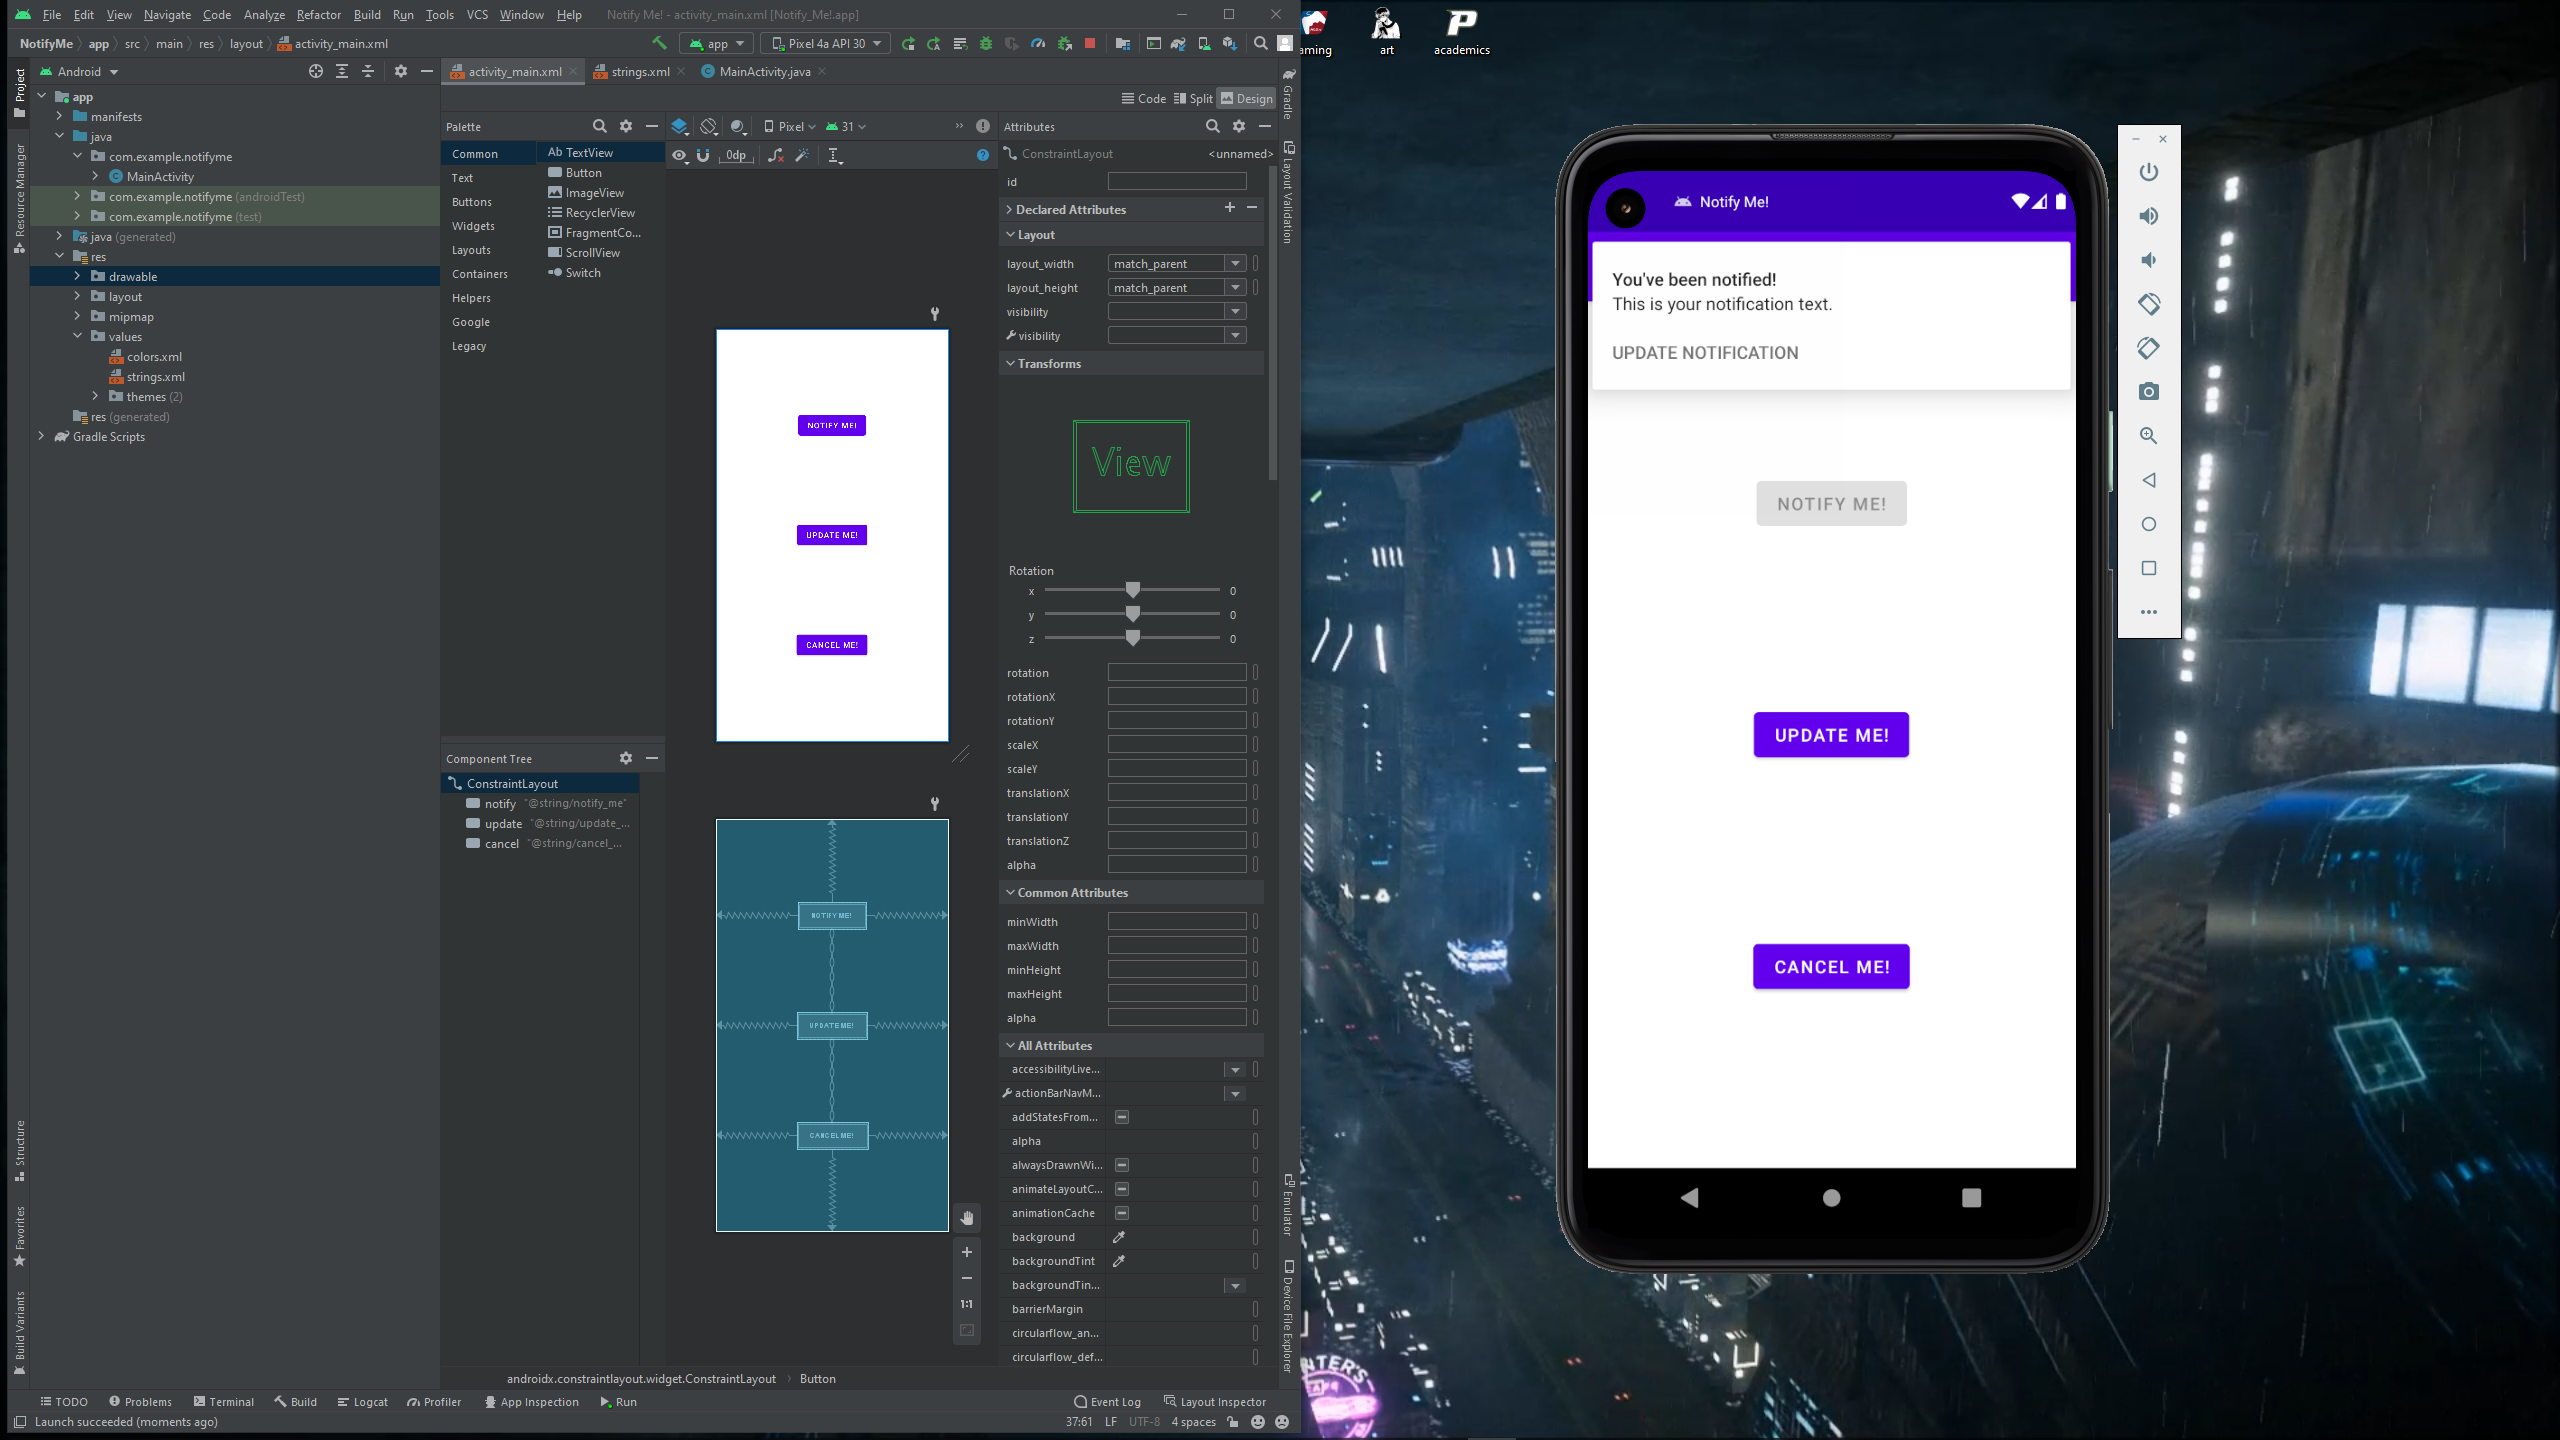 File Edit View Navigate Code Analyze Refactor Build Run Tools VCS Window Help Notify Me! - activity_main.xml [Notify_Me!.app]
NotifyMe app src main res layout activity_main.xml
app Pixel 4a API 30
Android
activity_main.xml strings.xml MainActivity.java
Code Split Design
Project
Resource Manager
Structure
Favorites
Build Variants
app
manifests
java
com.example.notifyme
MainActivity
com.example.notifyme (androidTest)
com.example.notifyme (test)
java (generated)
res
drawable
layout
mipmap
values
colors.xml
strings.xml
themes (2)
res (generated)
Gradle Scripts
Palette
Common
Text
Buttons
Widgets
Layouts
Containers
Helpers
Google
Legacy
Ab TextView
Button
ImageView
RecyclerView
FragmentCo...
ScrollView
Switch
Pixel 31
0dp
NOTIFY ME!
UPDATE ME!
CANCEL ME!
Component Tree
ConstraintLayout
notify "@string/notify_me"
update "@string/update_...
cancel "@string/cancel_...
NOTIFY ME!
UPDATE ME!
CANCEL ME!
1:1
Attributes
ConstraintLayout <unnamed>
id
Declared Attributes
Layout
layout_width match_parent
layout_height match_parent
visibility
visibility
Transforms
View
Rotation
x 0
y 0
z 0
rotation
rotationX
rotationY
scaleX
scaleY
translationX
translationY
translationZ
alpha
Common Attributes
minWidth
maxWidth
minHeight
maxHeight
alpha
All Attributes
accessibilityLive...
actionBarNavM...
addStatesFrom...
alpha
alwaysDrawnWi...
animateLayoutC...
animationCache
background
backgroundTint
backgroundTin...
barrierMargin
circularflow_an...
circularflow_def...
Gradle
Layout Validation
Emulator
Device File Explorer
androidx.constraintlayout.widget.ConstraintLayout Button
TODO Problems Terminal Build Logcat Profiler App Inspection Run Event Log Layout Inspector
Launch succeeded (moments ago) 37:61 LF UTF-8 4 spaces
aming art academics
Notify Me!
You've been notified!
This is your notification text.
UPDATE NOTIFICATION
NOTIFY ME!
UPDATE ME!
CANCEL ME!